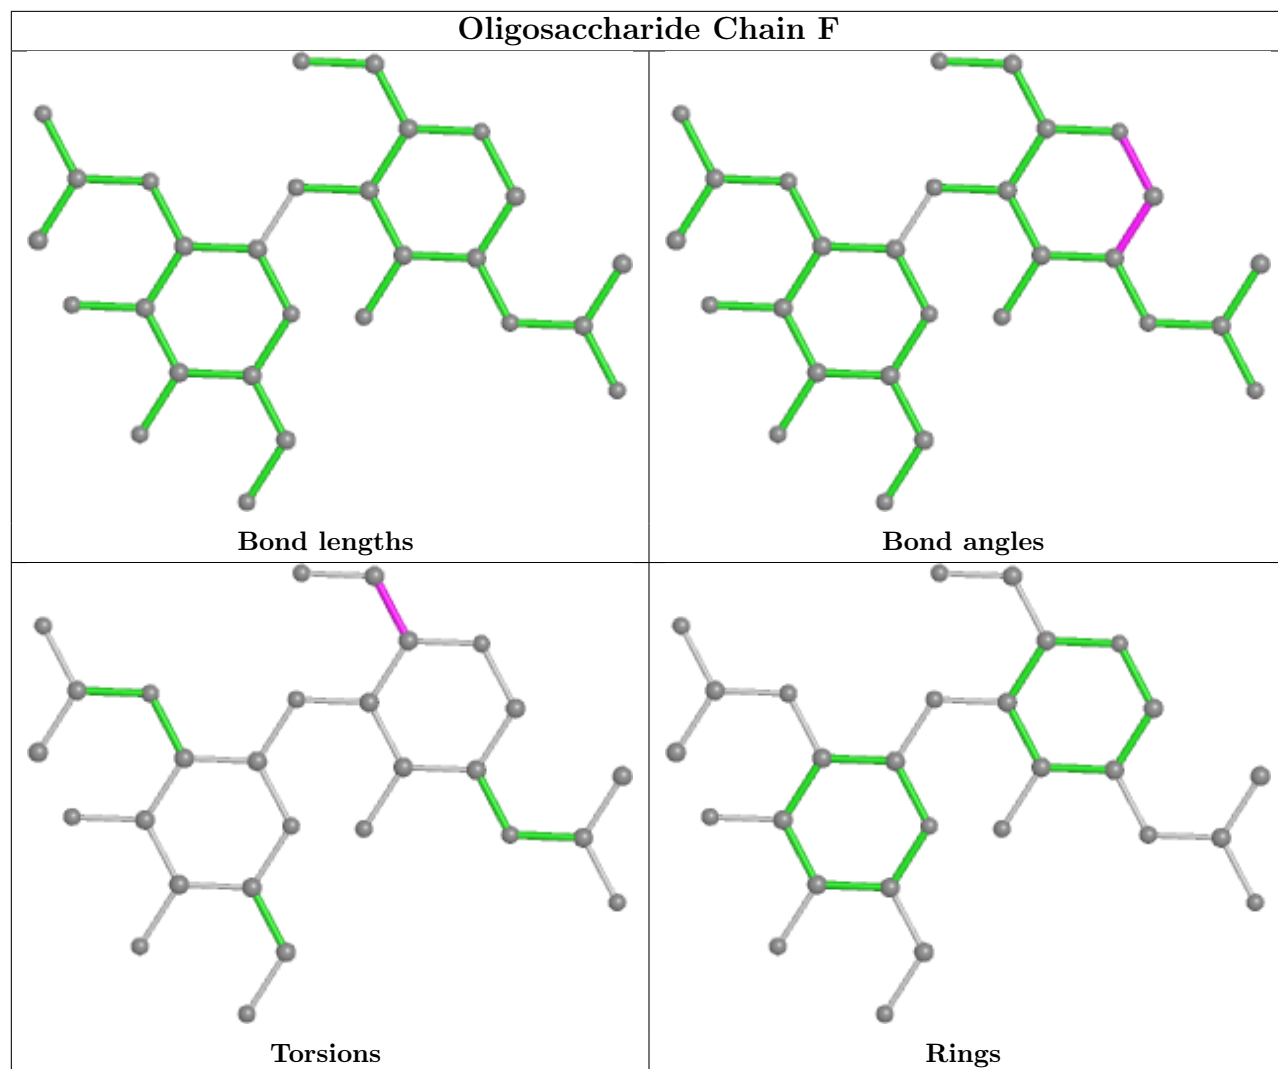 Oligosaccharide Chain F
Bond lengths
Bond angles
Torsions
Rings